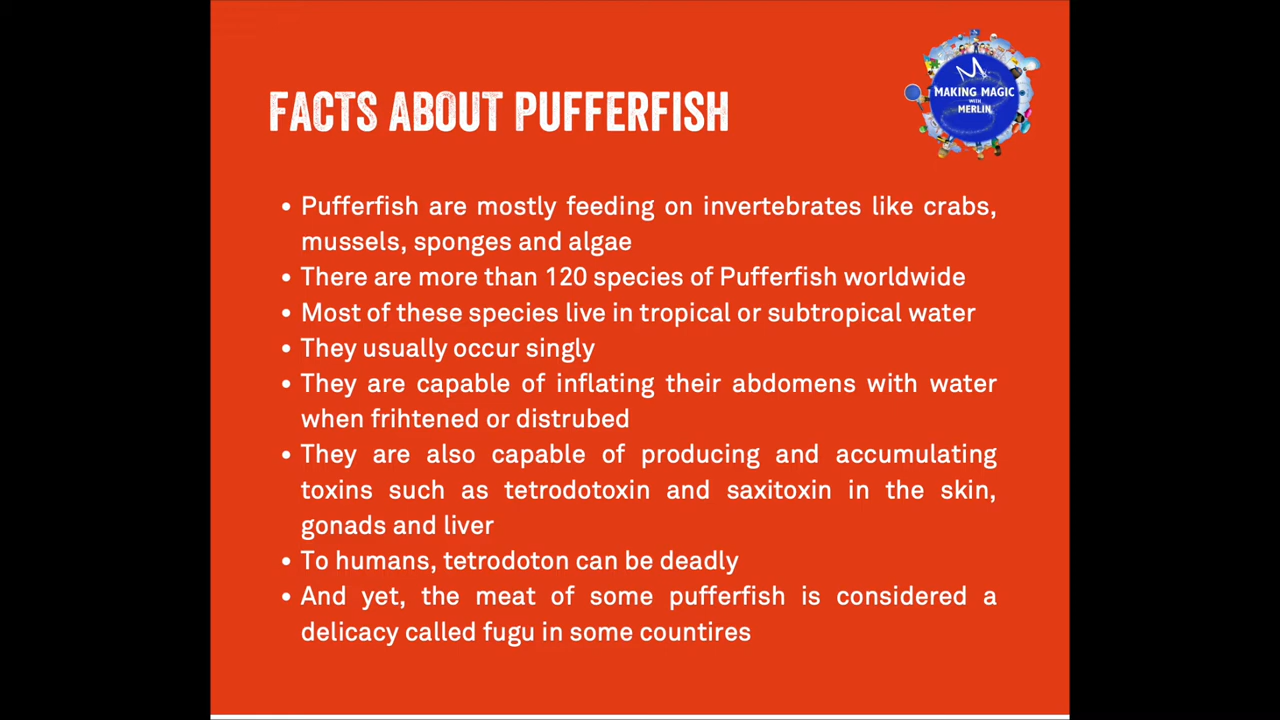 FACTS ABOUT PUFFERFISH
M
MAKING MAGIC
WITH
MERLIN
• Pufferfish are mostly feeding on invertebrates like crabs,
mussels, sponges and algae
• There are more than 120 species of Pufferfish worldwide
• Most of these species live in tropical or subtropical water
• They usually occur singly
• They are capable of inflating their abdomens with water
when frihtened or distrubed
• They are also capable of producing and accumulating
toxins such as tetrodotoxin and saxitoxin in the skin,
gonads and liver
• To humans, tetrodoton can be deadly
• And yet, the meat of some pufferfish is considered a
delicacy called fugu in some countires